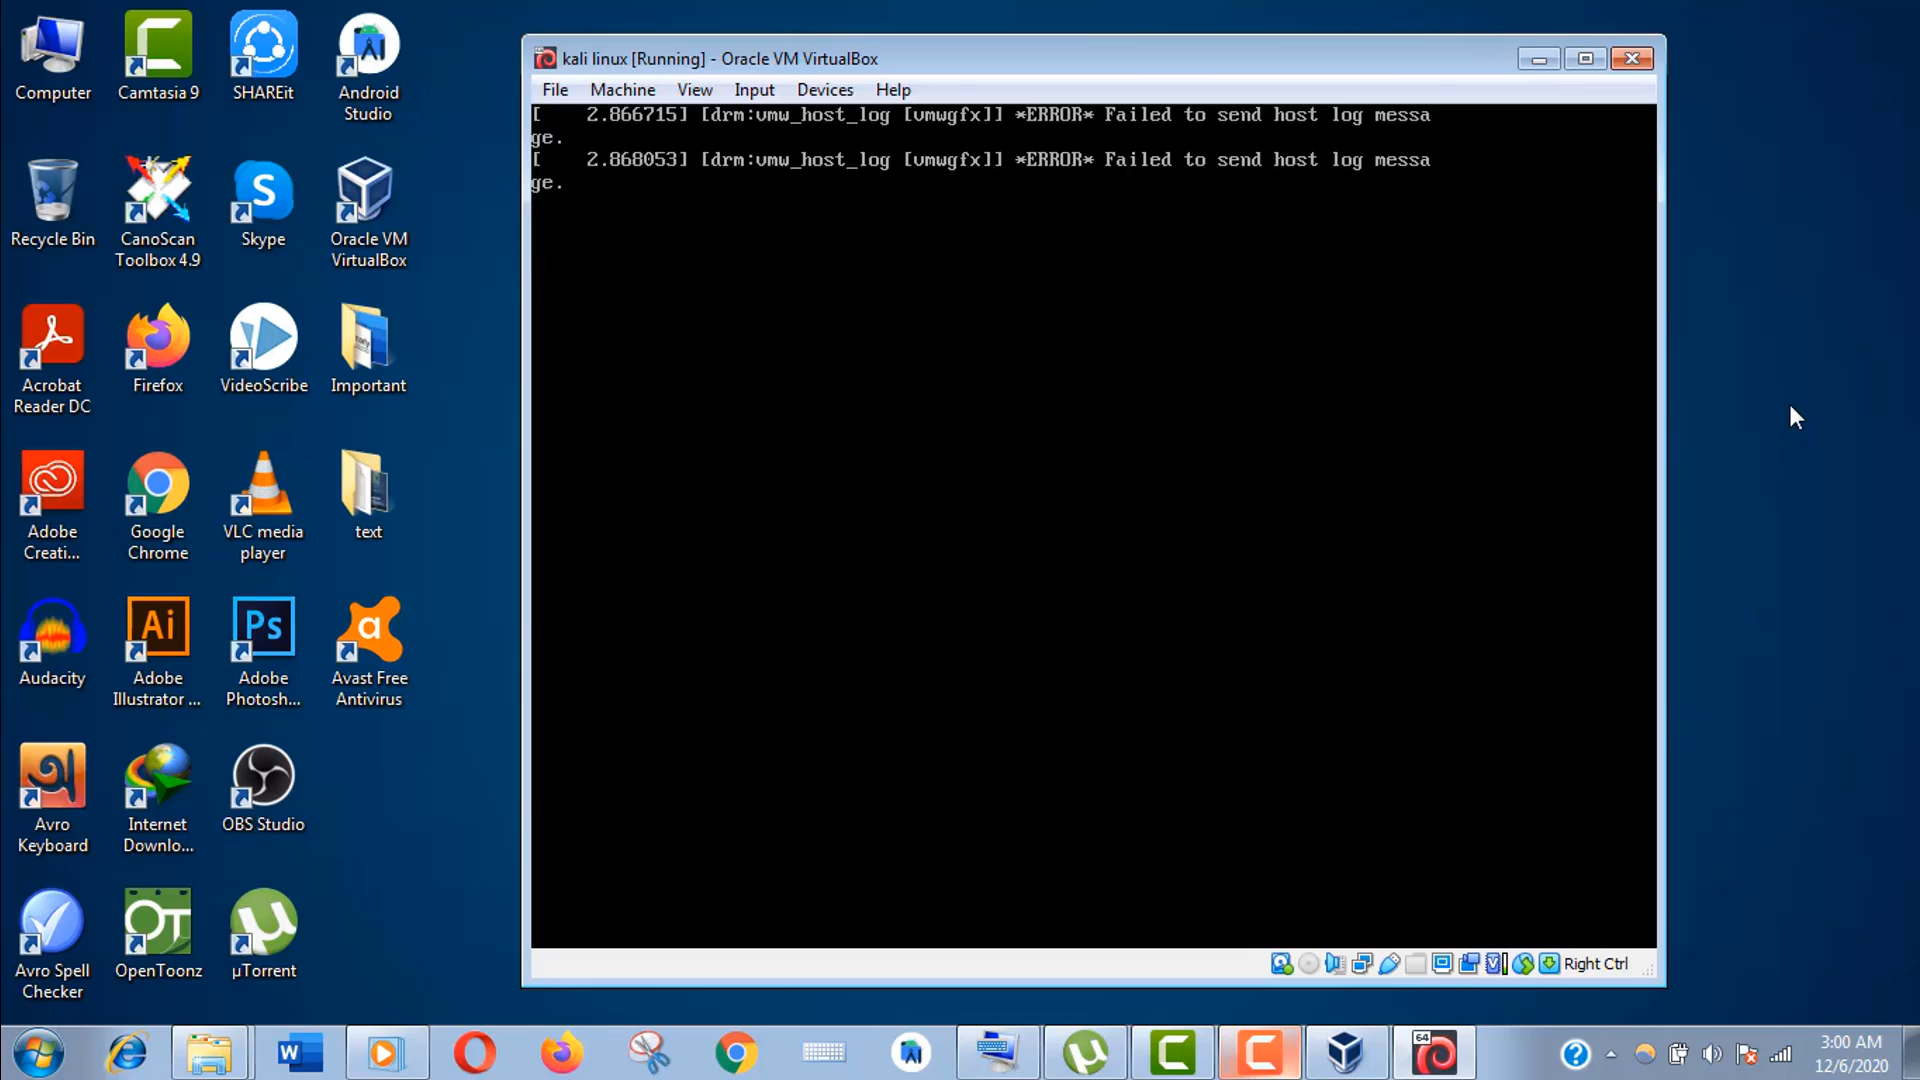 Computer
Camtasia 9
SHAREit
Android
Studio
Recycle Bin
CanoScan
Toolbox 4.9
Skype
Oracle VM
VirtualBox
Acrobat
Reader DC
Firefox
VideoScribe
Important
Adobe
Creati...
Google
Chrome
VLC media
player
text
Audacity
Ai
Adobe
Illustrator ...
Ps
Adobe
Photosh...
a
Avast Free
Antivirus
Avro
Keyboard
Internet
Downlo...
OBS Studio
Avro Spell
Checker
OT
OpenToonz
µTorrent
kali linux [Running] - Oracle VM VirtualBox
File Machine View Input Devices Help
[    2.866715] [drm:vmw_host_log [vmwgfx]] *ERROR* Failed to send host log messa
ge.
[    2.868053] [drm:vmw_host_log [vmwgfx]] *ERROR* Failed to send host log messa
ge.
Right Ctrl
W
64
3:00 AM
12/6/2020